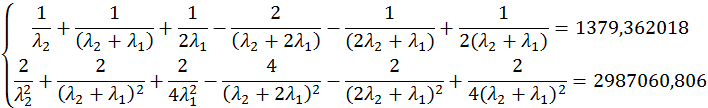 1/λ₂ + 1/(λ₂ + λ₁) + 1/2λ₁ − 2/(λ₂ + 2λ₁) − 1/(2λ₂ + λ₁) + 1/2(λ₂ + λ₁) = 1379,362018
2/λ₂² + 2/(λ₂ + λ₁)² + 2/4λ₁² − 4/(λ₂ + 2λ₁)² − 2/(2λ₂ + λ₁)² + 2/4(λ₂ + λ₁)² = 2987060,806